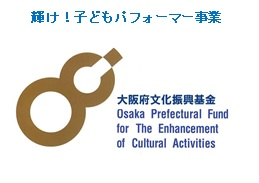 輝け！子どもパフォーマー事業
大阪府文化振興基金
Osaka Prefectural Fund
for The Enhancement
of Cultural Activities